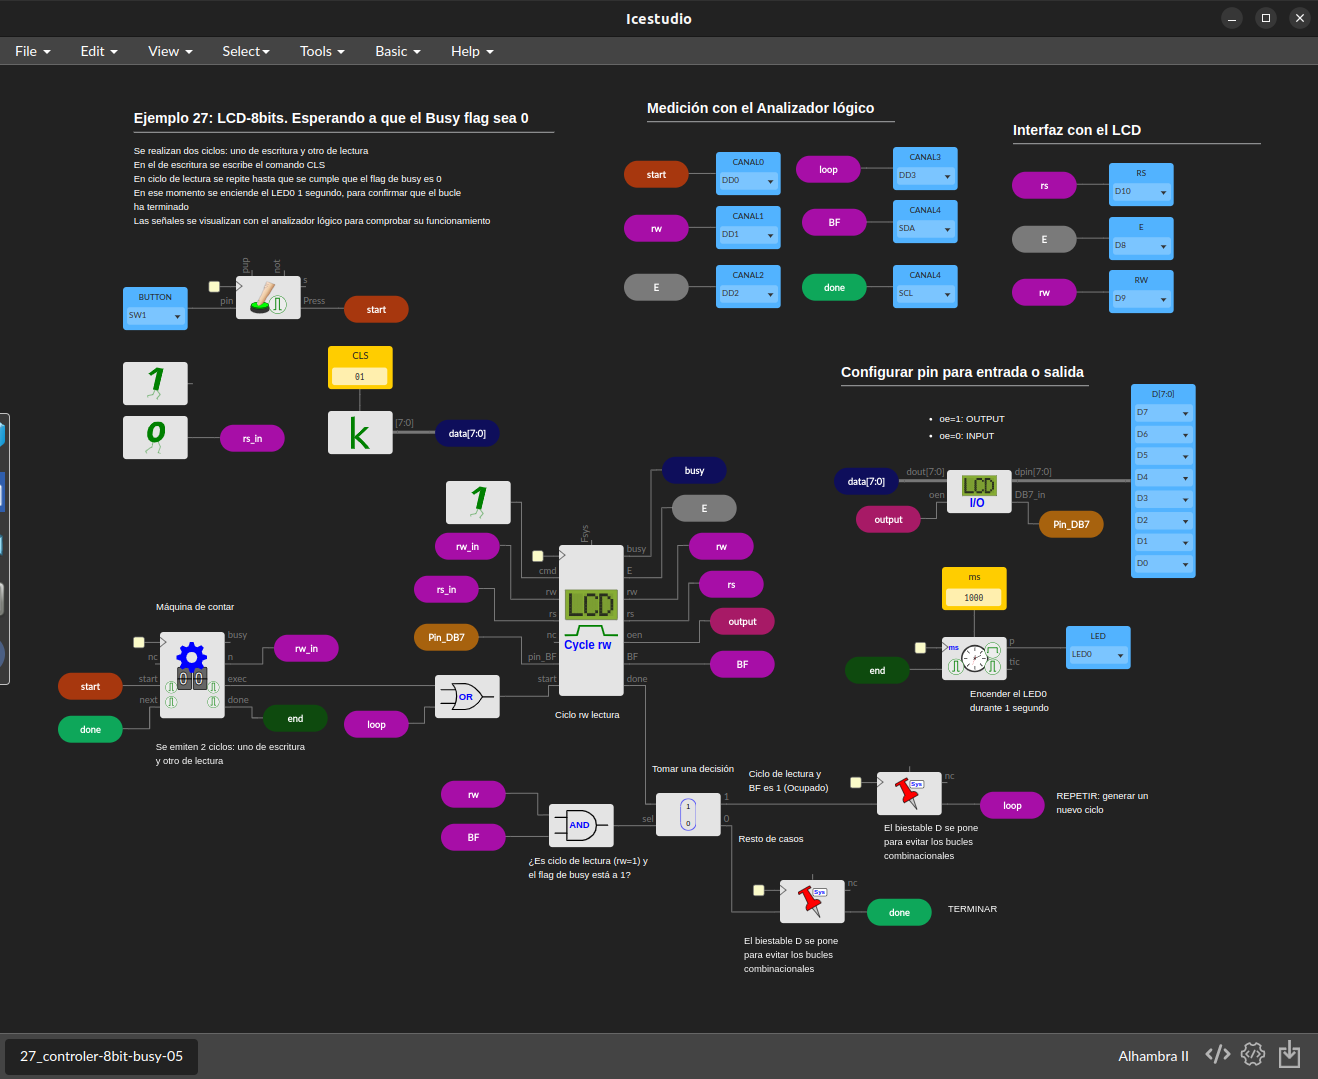 Icestudio
File
Edit
View
Select
Tools
Basic
Help
Ejemplo 27: LCD-8bits. Esperando a que el Busy flag sea 0
Se realizan dos ciclos: uno de escritura y otro de lectura
En el de escritura se escribe el comando CLS
En ciclo de lectura se repite hasta que se cumple que el flag de busy es 0
En ese momento se enciende el LED0 1 segundo, para confirmar que el bucle
ha terminado
Las señales se visualizan con el analizador lógico para comprobar su funcionamiento
Medición con el Analizador lógico
start
CANAL0
DD0
loop
CANAL3
DD3
rw
CANAL1
DD1
BF
CANAL4
SDA
E
CANAL2
DD2
done
CANAL4
SCL
Interfaz con el LCD
rs
RS
D10
E
E
D8
rw
RW
D9
BUTTON
SW1
pup
not
s
pin
Press
start
1
0
rs_in
CLS
01
k
[7:0]
data[7:0]
Configurar pin para entrada o salida
oe=1: OUTPUT
oe=0: INPUT
data[7:0]
dout[7:0]
oen
output
LCD
I/O
dpin[7:0]
DB7_in
Pin_DB7
D[7:0]
D7
D6
D5
D4
D3
D2
D1
D0
ms
1000
ms
p
tic
end
LED
LED0
Encender el LED0
durante 1 segundo
1
rw_in
rs_in
Pin_DB7
Fsys
cmd
rw
rs
nc
pin_BF
start
LCD
Cycle rw
busy
E
rw
rs
oen
BF
done
busy
E
rw
rs
output
BF
Ciclo rw lectura
Máquina de contar
nc
start
next
0 0
busy
n
exec
done
start
done
rw_in
end
Se emiten 2 ciclos: uno de escritura
y otro de lectura
loop
OR
rw
BF
AND
¿Es ciclo de lectura (rw=1) y
el flag de busy está a 1?
Tomar una decisión
sel
1
0
1
0
Ciclo de lectura y
BF es 1 (Ocupado)
Resto de casos
Sys
nc
El biestable D se pone
para evitar los bucles
combinacionales
loop
REPETIR: generar un
nuevo ciclo
Sys
nc
done
TERMINAR
El biestable D se pone
para evitar los bucles
combinacionales
27_controler-8bit-busy-05
Alhambra II